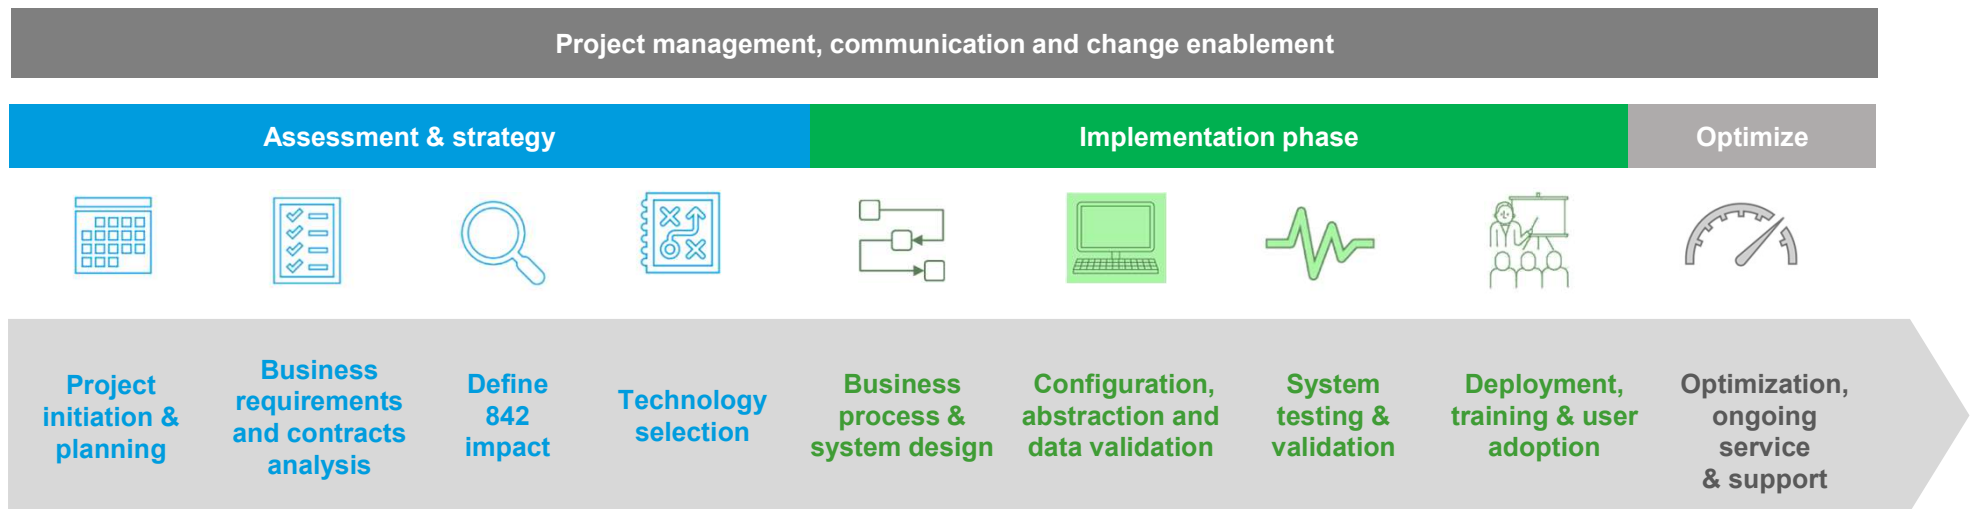 Project management, communication and change enablement
Assessment & strategy
Implementation phase
Optimize
Project
initiation &
planning
Business
requirements
and contracts
analysis
Define
842
impact
Technology
selection
Business
process &
system design
Configuration,
abstraction and
data validation
System
testing &
validation
Deployment,
training & user
adoption
Optimization,
ongoing
service
& support